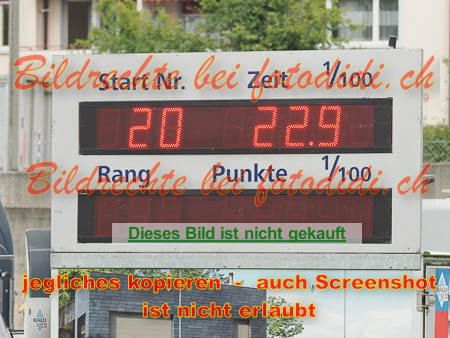 Bildrechte bei fotodidi.ch
Start Nr. Zeit 1/100
20 22.9
Bildrechte bei fotodidi.ch
Rang Punkte 1/100
Dieses Bild ist nicht gekauft
jegliches kopieren - auch Screenshot
ist nicht erlaubt